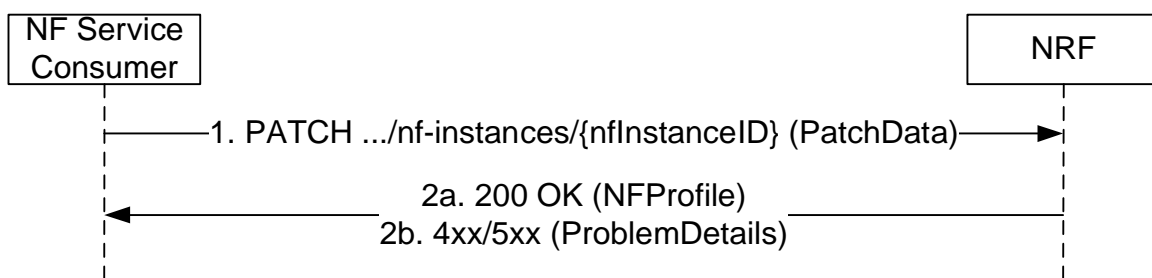 NF Service
Consumer
NRF
1. PATCH .../nf-instances/{nfInstanceID} (PatchData)
2a. 200 OK (NFProfile)
2b. 4xx/5xx (ProblemDetails)